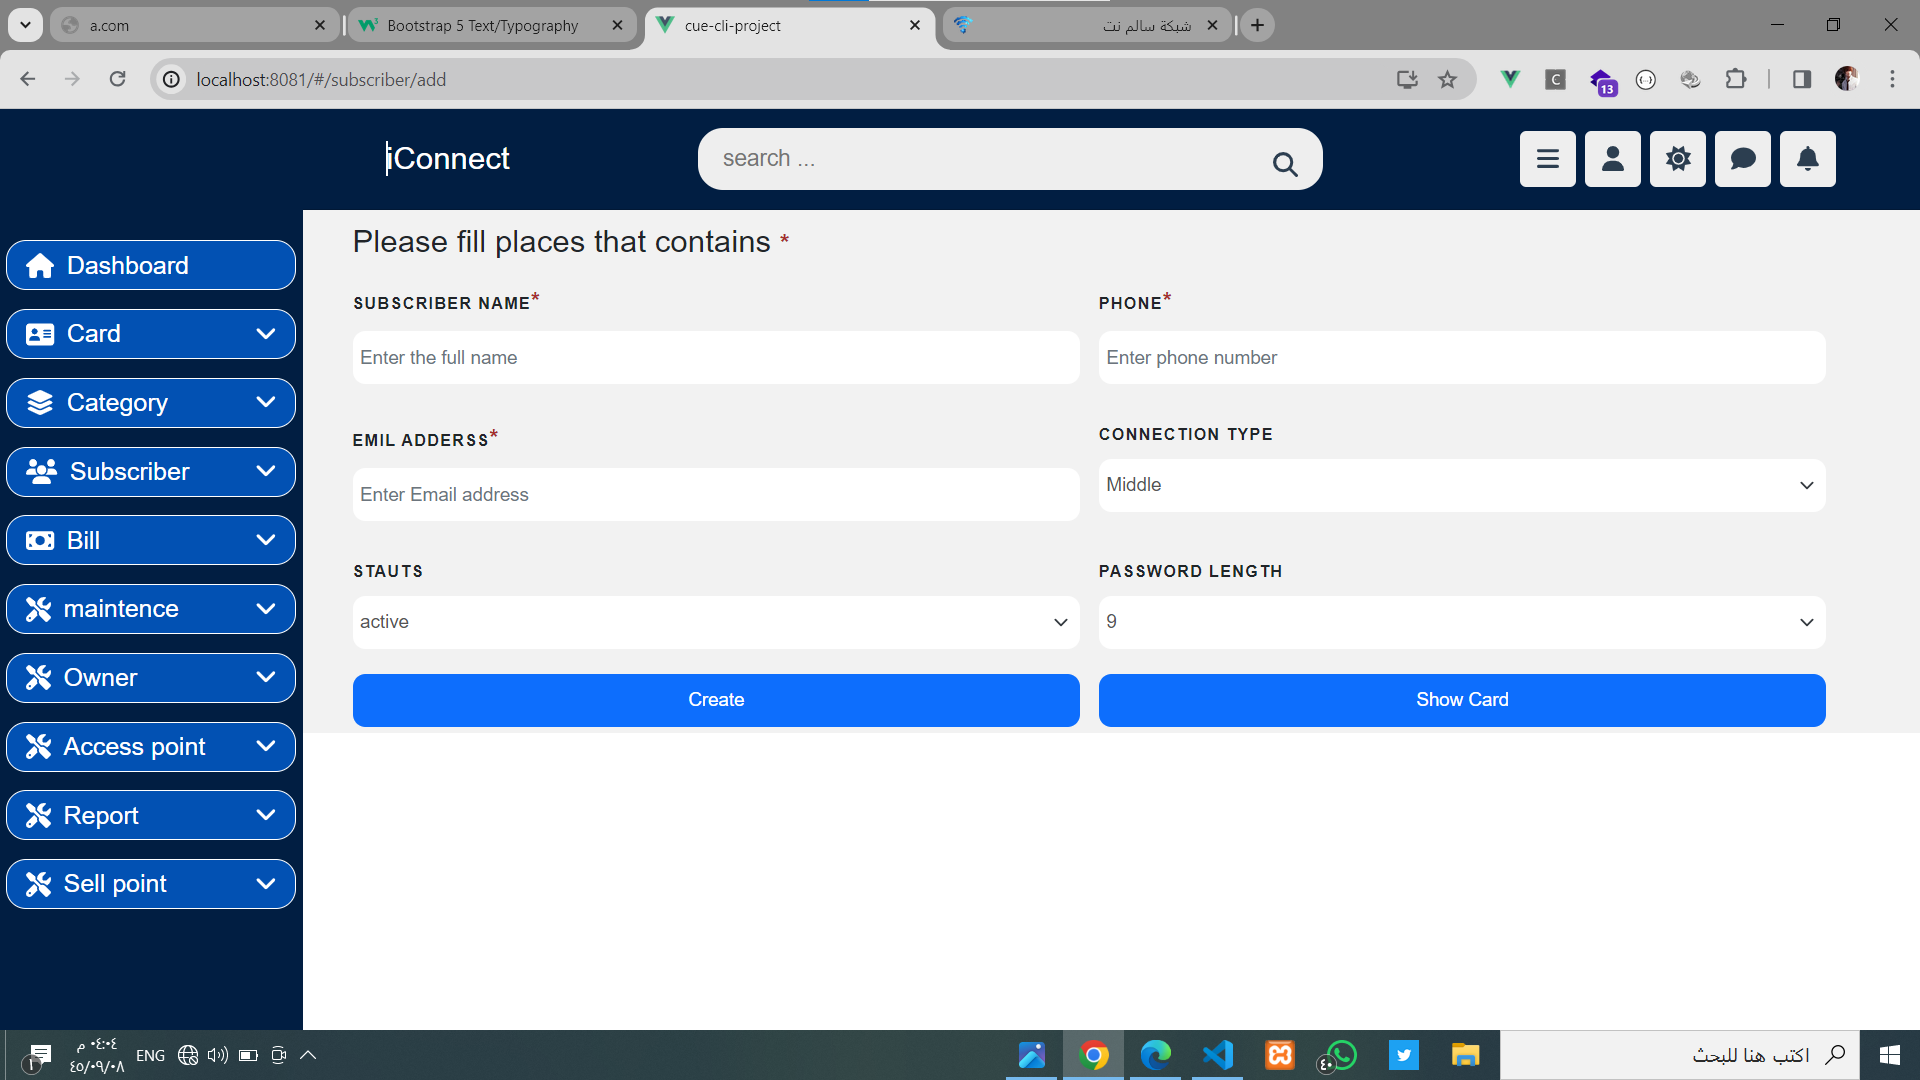 a.com
Bootstrap 5 Text/Typography
cue-cli-project
شبكة سالم نت
localhost:8081/#/subscriber/add
13
iConnect
search ...
Dashboard
Card
Category
Subscriber
Bill
maintence
Owner
Access point
Report
Sell point
Please fill places that contains *
SUBSCRIBER NAME*
Enter the full name
PHONE*
Enter phone number
EMIL ADDERSS*
Enter Email address
CONNECTION TYPE
Middle
STAUTS
active
PASSWORD LENGTH
9
Create
Show Card
١
٠٤:٠٤ م
٤٥/٠٩/٠٨
ENG
٤٠
اكتب هنا للبحث